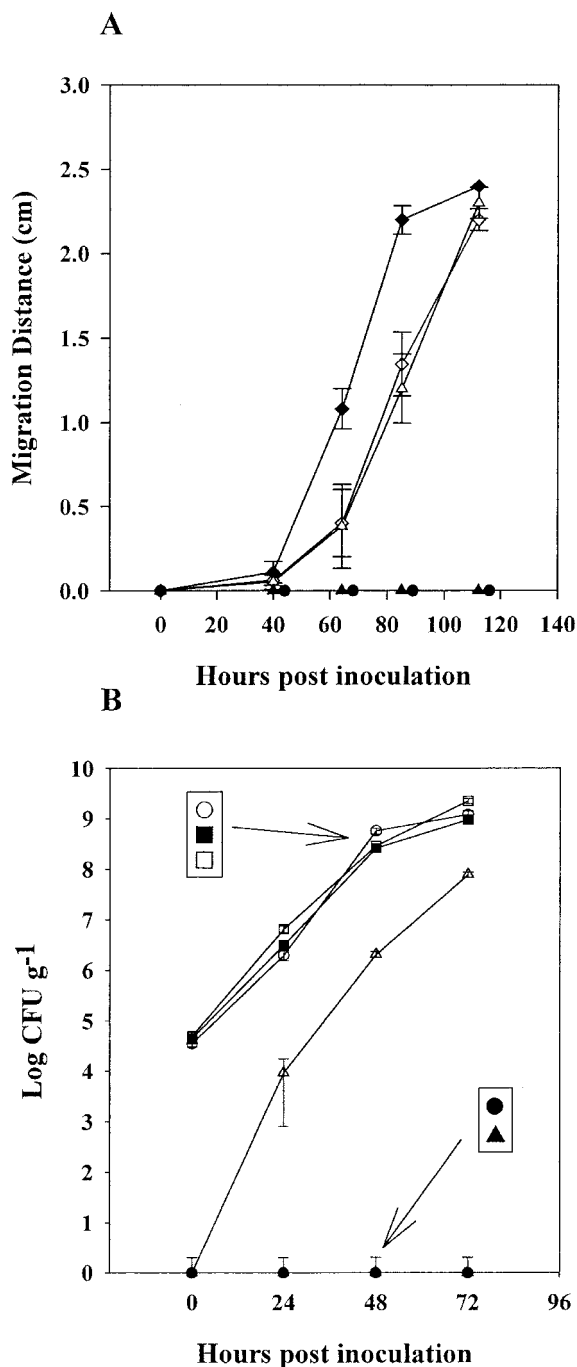 A
3.0
2.5
2.0
1.5
1.0
0.5
0.0
Migration Distance (cm)
0 20 40 60 80 100 120 140
Hours post inoculation
B
10
9
8
7
6
5
4
3
2
1
0
Log CFU g-1
0 24 48 72 96
Hours post inoculation